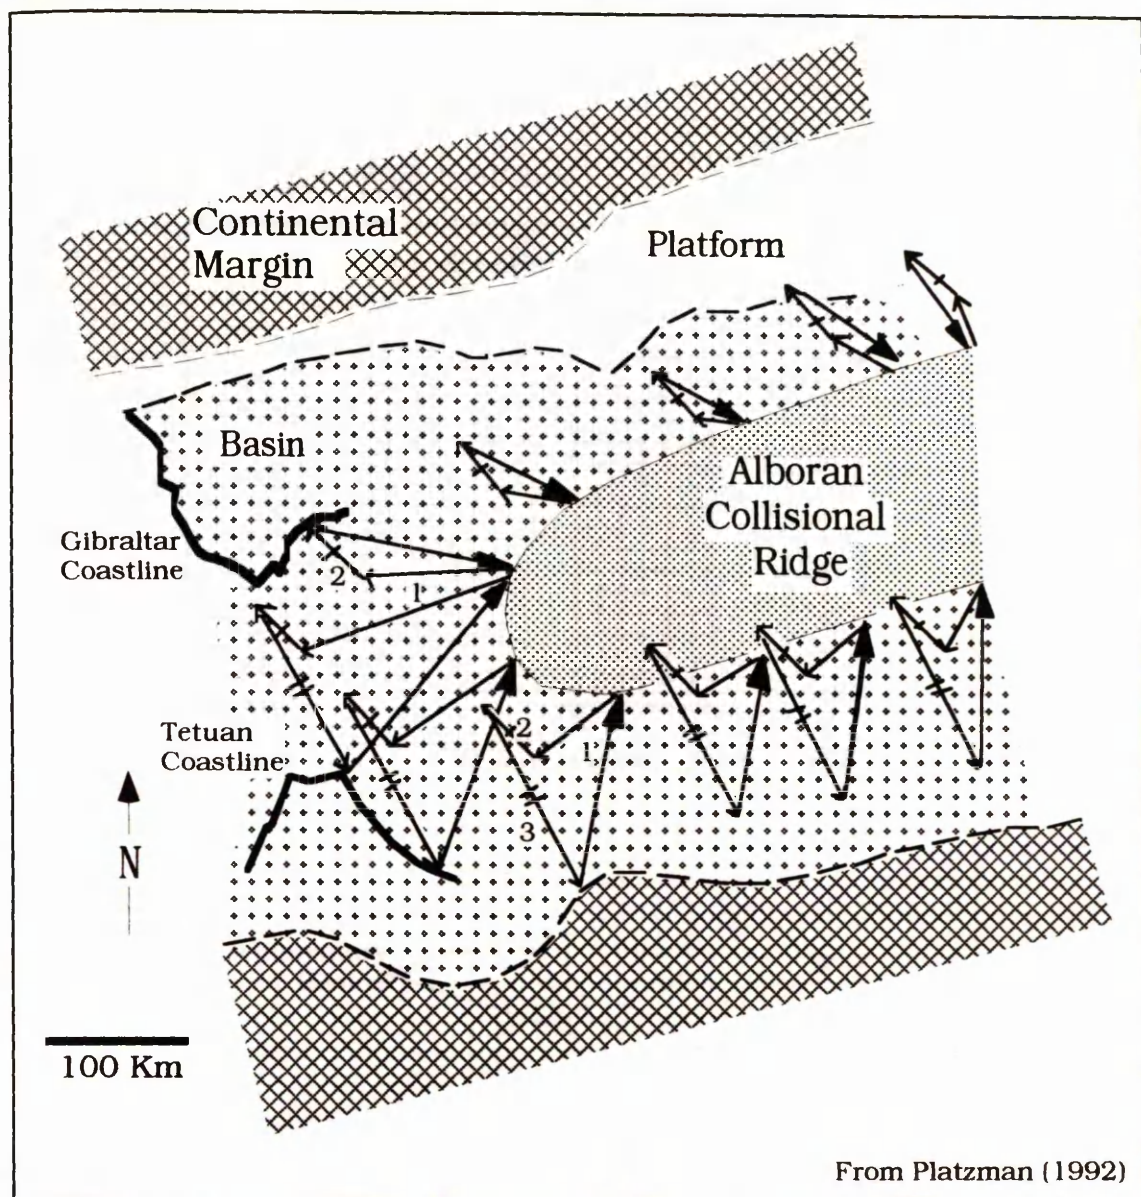 Continental
Margin
Platform
Basin
Alboran
Collisional
Ridge
Gibraltar
Coastline
2
1
Tetuan
Coastline
2
1
3
N
100 Km
From Platzman (1992)